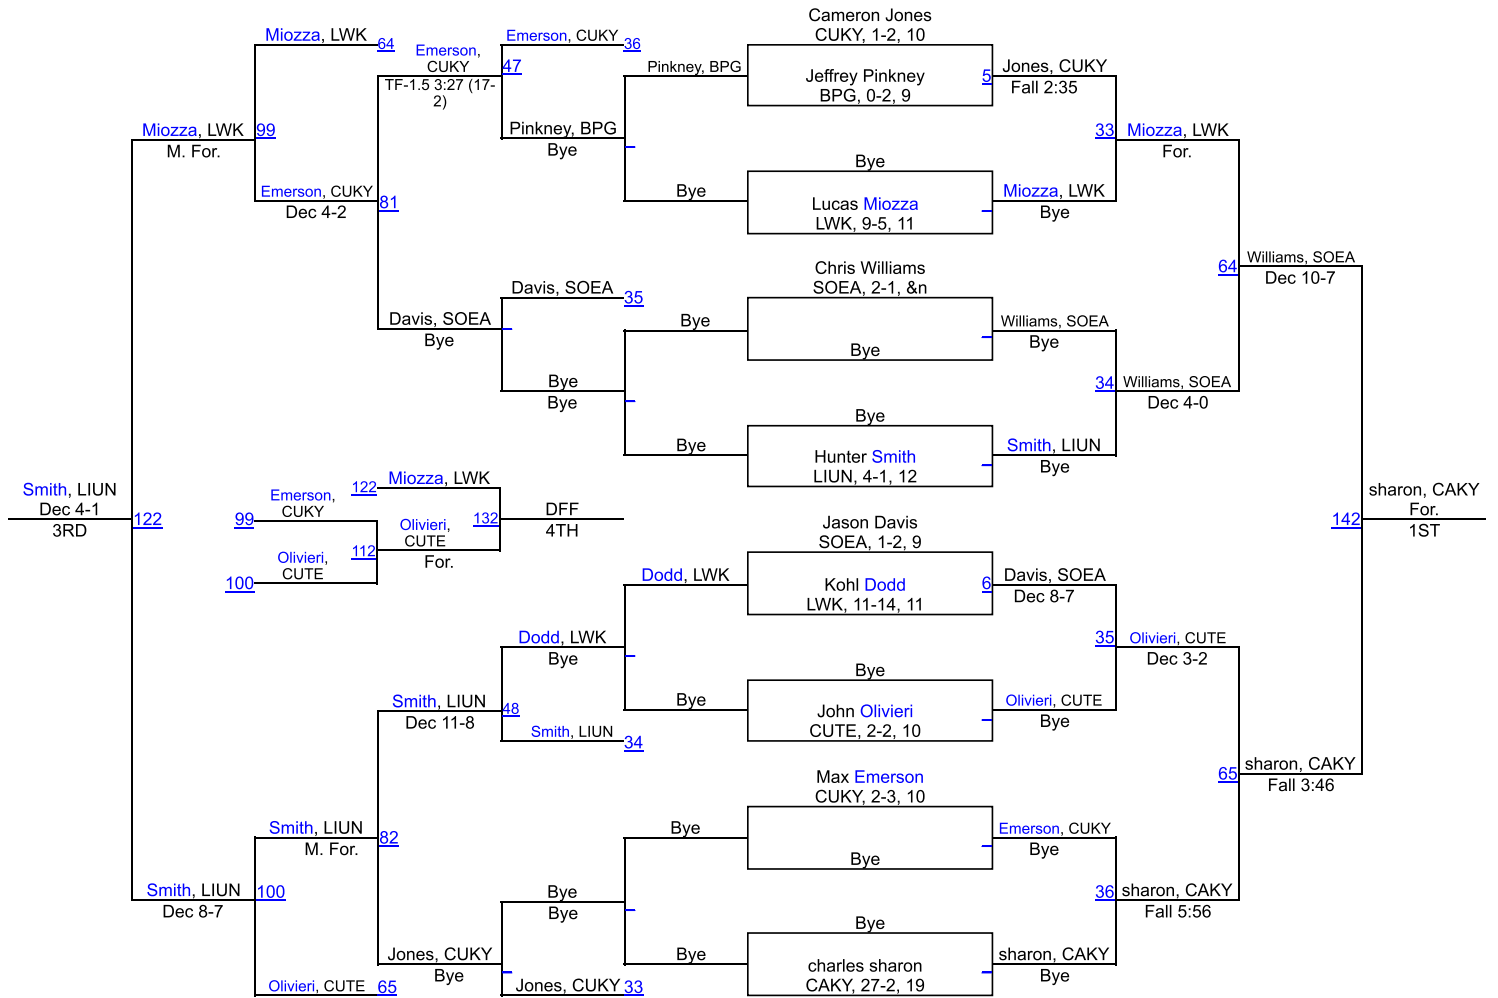 Cameron Jones
CUKY, 1-2, 10
Jeffrey Pinkney
BPG, 0-2, 9
5
Jones, CUKY
Fall 2:35
Bye
Lucas Miozza
LWK, 9-5, 11
Miozza, LWK
Bye
33
Miozza, LWK
For.
Chris Williams
SOEA, 2-1, &n
Bye
Williams, SOEA
Bye
Bye
Hunter Smith
LIUN, 4-1, 12
Smith, LIUN
Bye
34
Williams, SOEA
Dec 4-0
64
Williams, SOEA
Dec 10-7
Jason Davis
SOEA, 1-2, 9
Kohl Dodd
LWK, 11-14, 11
6
Davis, SOEA
Dec 8-7
Bye
John Olivieri
CUTE, 2-2, 10
Olivieri, CUTE
Bye
35
Olivieri, CUTE
Dec 3-2
Max Emerson
CUKY, 2-3, 10
Bye
Emerson, CUKY
Bye
Bye
charles sharon
CAKY, 27-2, 19
sharon, CAKY
Bye
36
sharon, CAKY
Fall 5:56
65
sharon, CAKY
Fall 3:46
142
sharon, CAKY
For.
1ST
Miozza, LWK
64
Emerson, CUKY
36
Pinkney, BPG
Bye
Pinkney, BPG
Bye
47
Emerson,
CUKY
TF-1.5 3:27 (17-
2)
Davis, SOEA
35
Bye
Bye
Bye
Bye
Davis, SOEA
Bye
81
Emerson, CUKY
Dec 4-2
99
Miozza, LWK
M. For.
122
Smith, LIUN
Dec 4-1
3RD
99
Emerson,
CUKY
100
Olivieri,
CUTE
112
Olivieri,
CUTE
For.
122
Miozza, LWK
132
DFF
4TH
Dodd, LWK
Bye
Dodd, LWK
Bye
Smith, LIUN
34
48
Smith, LIUN
Dec 11-8
Bye
Bye
Bye
Bye
Jones, CUKY
33
Jones, CUKY
Bye
82
Smith, LIUN
M. For.
Olivieri, CUTE
65
100
Smith, LIUN
Dec 8-7